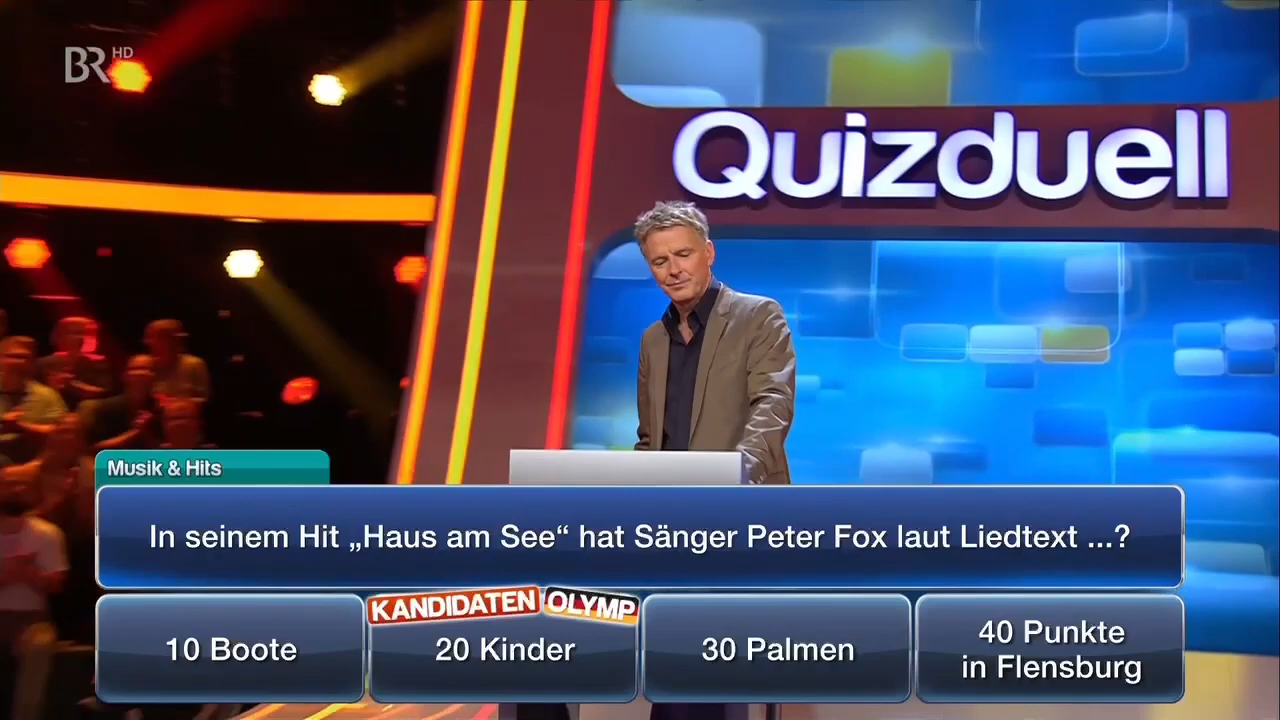 BR HD
Quizduell
Musik & Hits
In seinem Hit „Haus am See“ hat Sänger Peter Fox laut Liedtext ...?
KANDIDATEN OLYMP
10 Boote
20 Kinder
30 Palmen
40 Punkte
in Flensburg